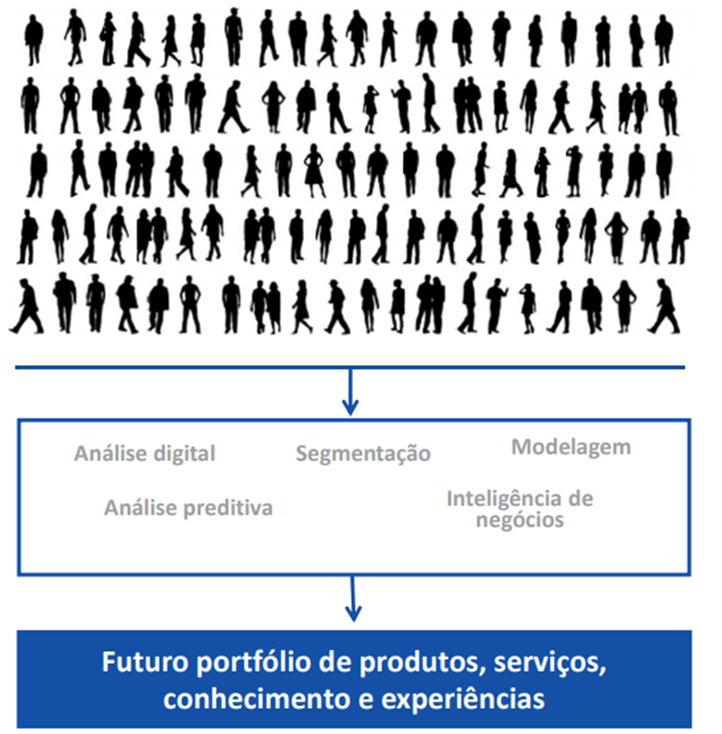 Análise digital
Segmentação
Modelagem
Análise preditiva
Inteligência de
negócios
Futuro portfólio de produtos, serviços,
conhecimento e experiências